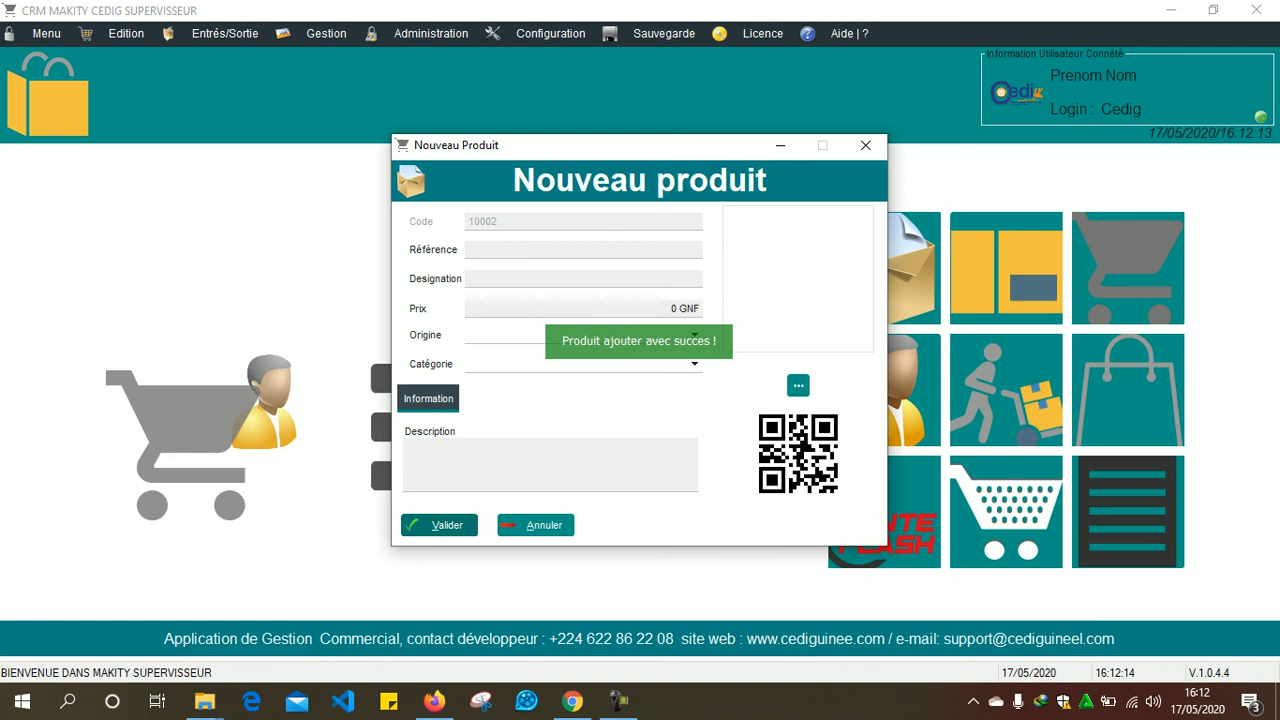 CRM MAKITY CEDIG SUPERVISSEUR
Menu Edition Entrés/Sortie Gestion Administration Configuration Sauvegarde Licence Aide | ?
Information Utilisateur Connété
Cedig
Prenom Nom
Login : Cedig
17/05/2020/16:12:13
Nouveau Produit
Nouveau produit
Code 10002
Référence
Designation
Prix 0 GNF
Origine
Produit ajouter avec succes !
Catégorie
...
Information
Description
Valider Annuler
FLASH
Application de Gestion Commercial, contact développeur : +224 622 86 22 08 site web : www.cediguinee.com / e-mail: support@cediguineel.com
BIENVENUE DANS MAKITY SUPERVISSEUR 17/05/2020 16:12:14 V.1.0.4.4
16:12
17/05/2020
3